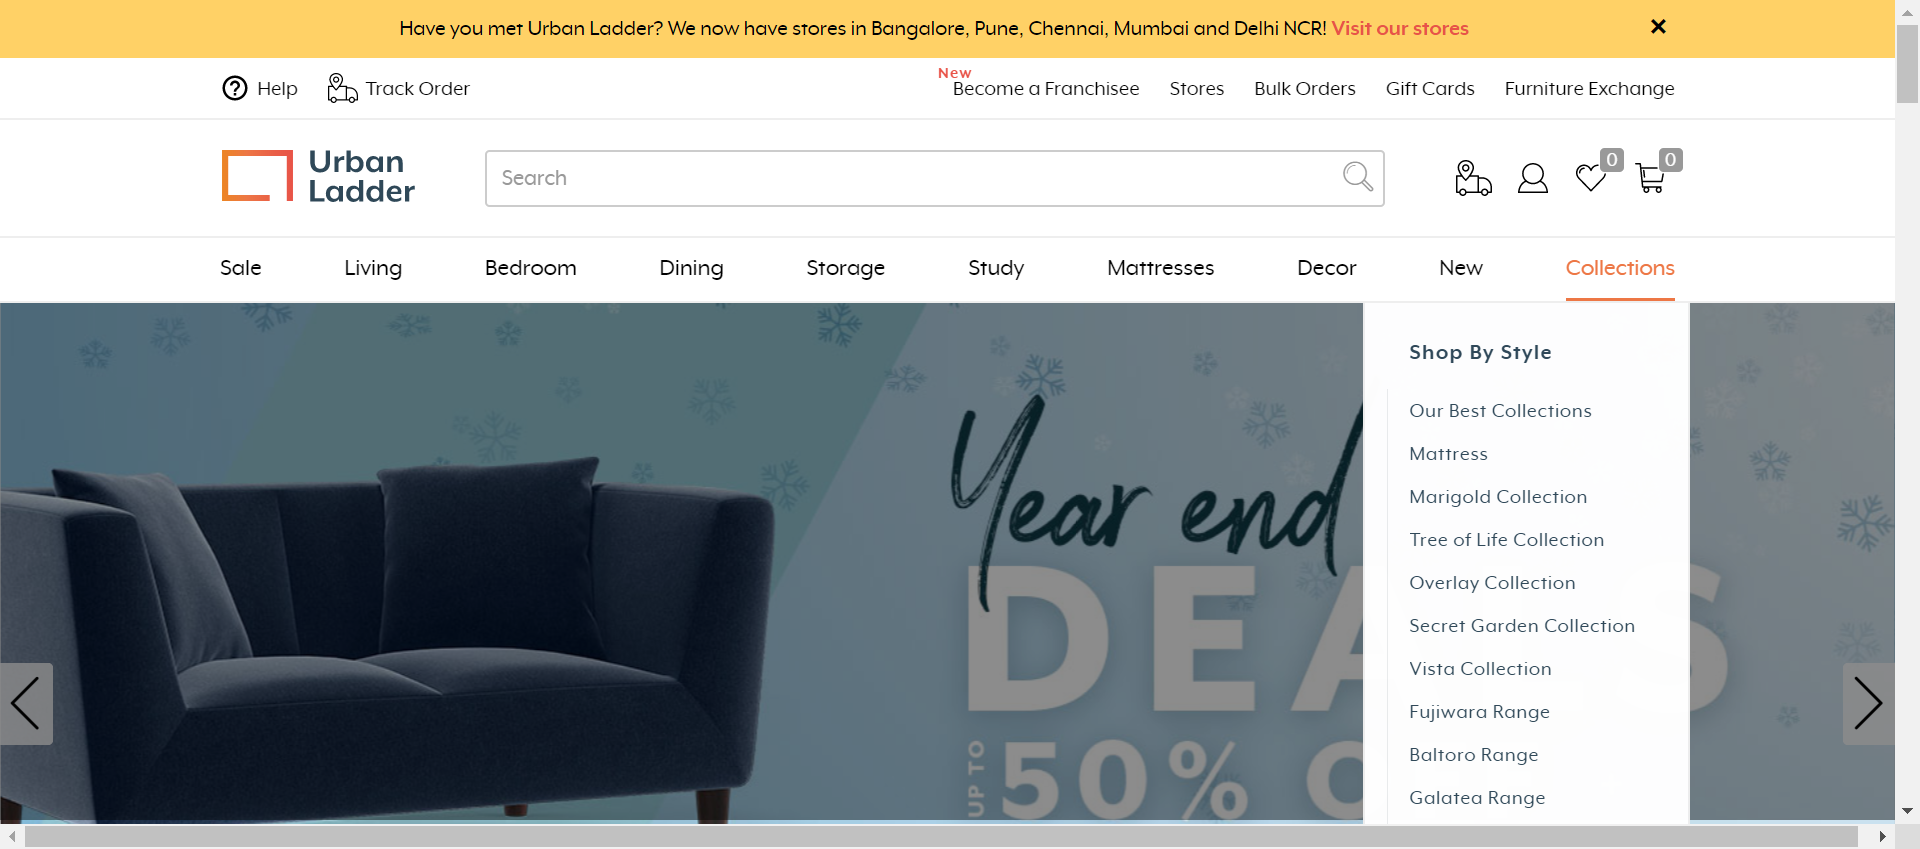 Have you met Urban Ladder? We now have stores in Bangalore, Pune, Chennai, Mumbai and Delhi NCR! Visit our stores
Help
Track Order
New
Become a Franchisee
Stores
Bulk Orders
Gift Cards
Furniture Exchange
Urban
Ladder
Search
0
0
Sale
Living
Bedroom
Dining
Storage
Study
Mattresses
Decor
New
Collections
Shop By Style
Our Best Collections
Mattress
Marigold Collection
Tree of Life Collection
Overlay Collection
Secret Garden Collection
Vista Collection
Fujiwara Range
Baltoro Range
Galatea Range
Year end
DEALS
UP TO
50% O